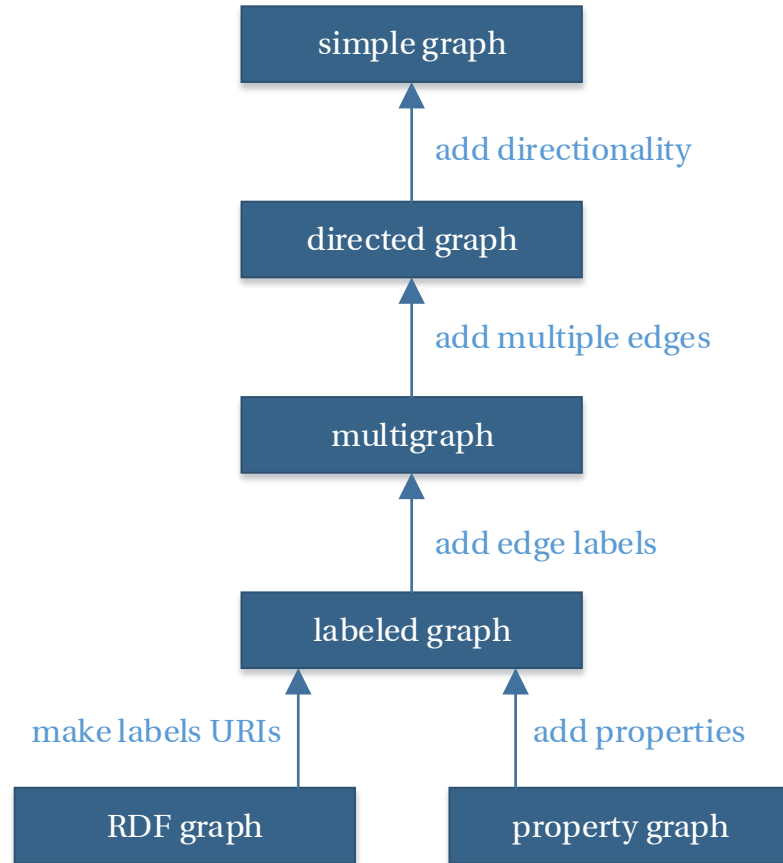 simple graph
add directionality
directed graph
add multiple edges
multigraph
add edge labels
labeled graph
make labels URIs
add properties
RDF graph
property graph